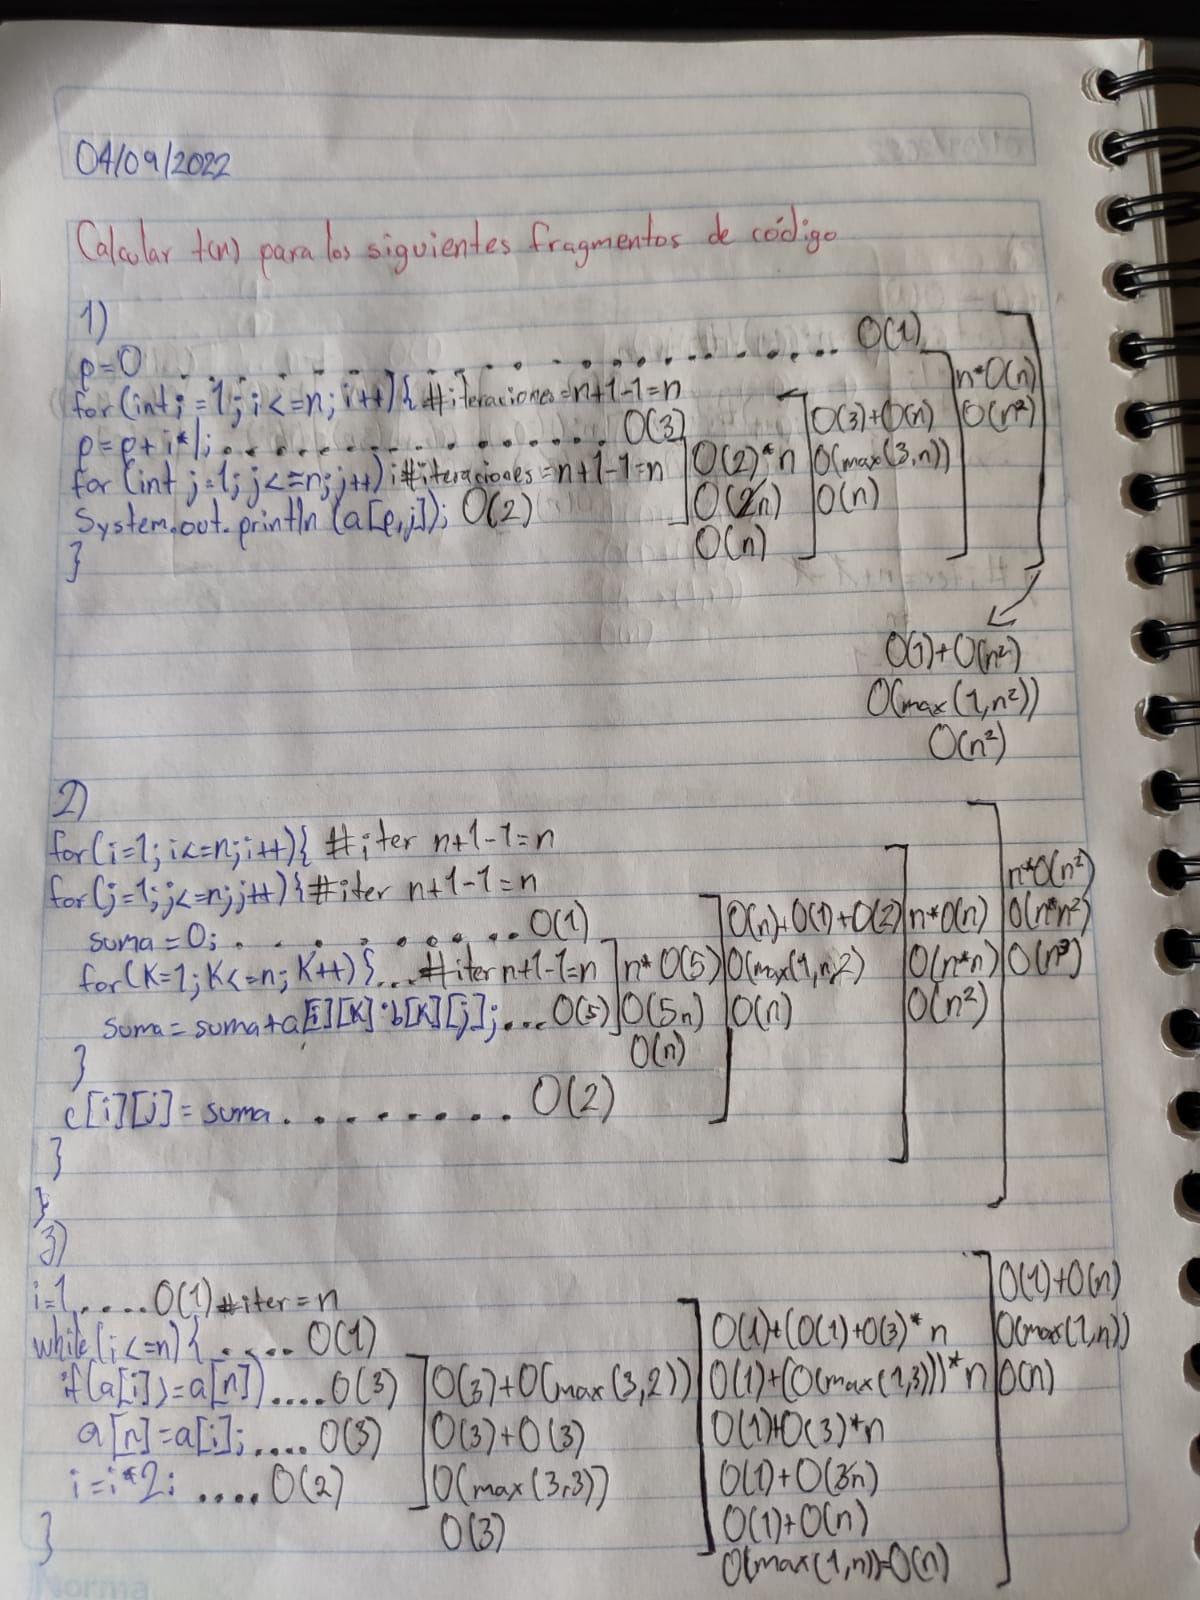 04/09/2022
Calcular t(n) para los siguientes fragmentos de código
1)
p=0 . . . . . . . . . . . . . . . . O(1)
for (int i=1; i<=n; i++){ #iteraciones=n+1-1=n
p=p+i*j; . . . . . . . . . . . . . O(3)
for (int j=1; j<=n; j++) ; #iteraciones=n+1-1=n
System.out.println (a[p,j]); O(2)
}
O(2)*n
O(2n)
O(n)
O(3)+O(n)
O(max(3,n))
O(n)
n*O(n)
O(n²)
O(1)+O(n²)
O(max(1,n²))
O(n²)
2)
for(i=1; i<=n; i++){ #iter n+1-1=n
for(j=1; j<=n; j++){ #iter n+1-1=n
suma=0; . . . . . . . . . O(1)
for(K=1; K<=n; K++){... #iter n+1-1=n
suma=suma+a[i][K]*b[K][j]; ... O(5)
}
c[i][j]=suma . . . . . . . . O(2)
}
}
n*O(5)
O(5n)
O(n)
O(n)+O(1)+O(2)
O(max(1,n,2)
O(n)
n*O(n)
O(n*n)
O(n²)
n*O(n²)
O(n*n²)
O(n³)
3)
i=1 ..... O(1) #iter=n
while(i<=n){ ..... O(1)
if(a[i]>=a[n]) .... O(3)
a[n]=a[i]; .... O(3)
i=i*2; .... O(2)
}
O(3)+O(max(3,2))
O(3)+O(3)
O(max(3,3))
O(3)
O(1)+(O(1)+O(3)*n
O(1)+(O(max(1,3)))*n
O(1)+O(3)*n
O(1)+O(3n)
O(1)+O(n)
O(max(1,n))=O(n)
O(1)+O(n)
O(max(1,n))
O(n)
Norma